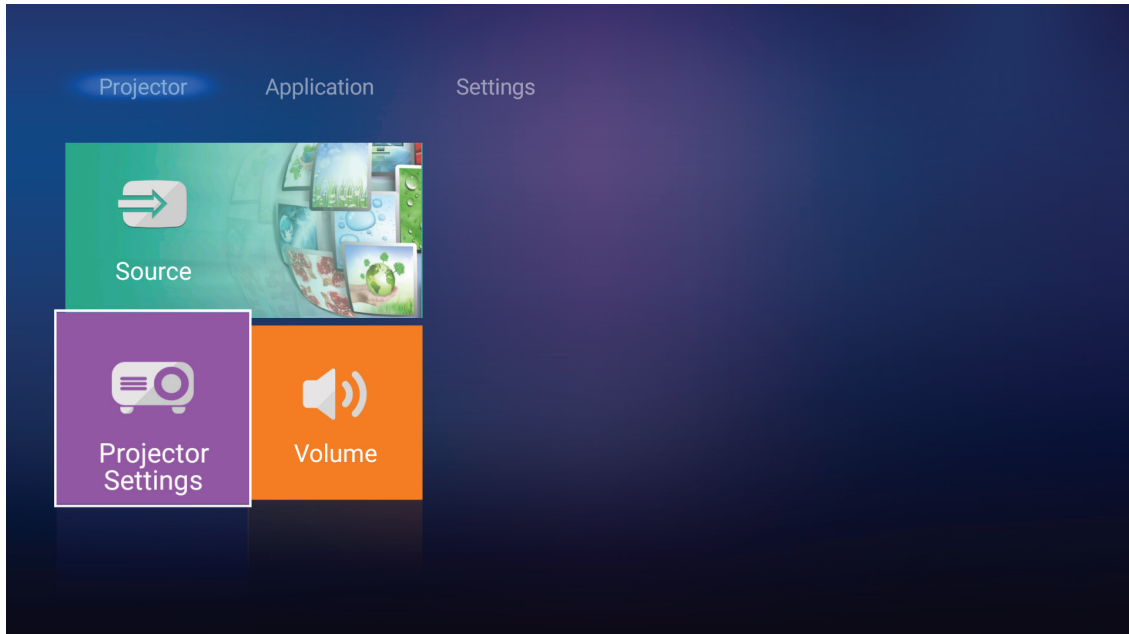 Projector Application Settings
Source
Projector
Settings
Volume